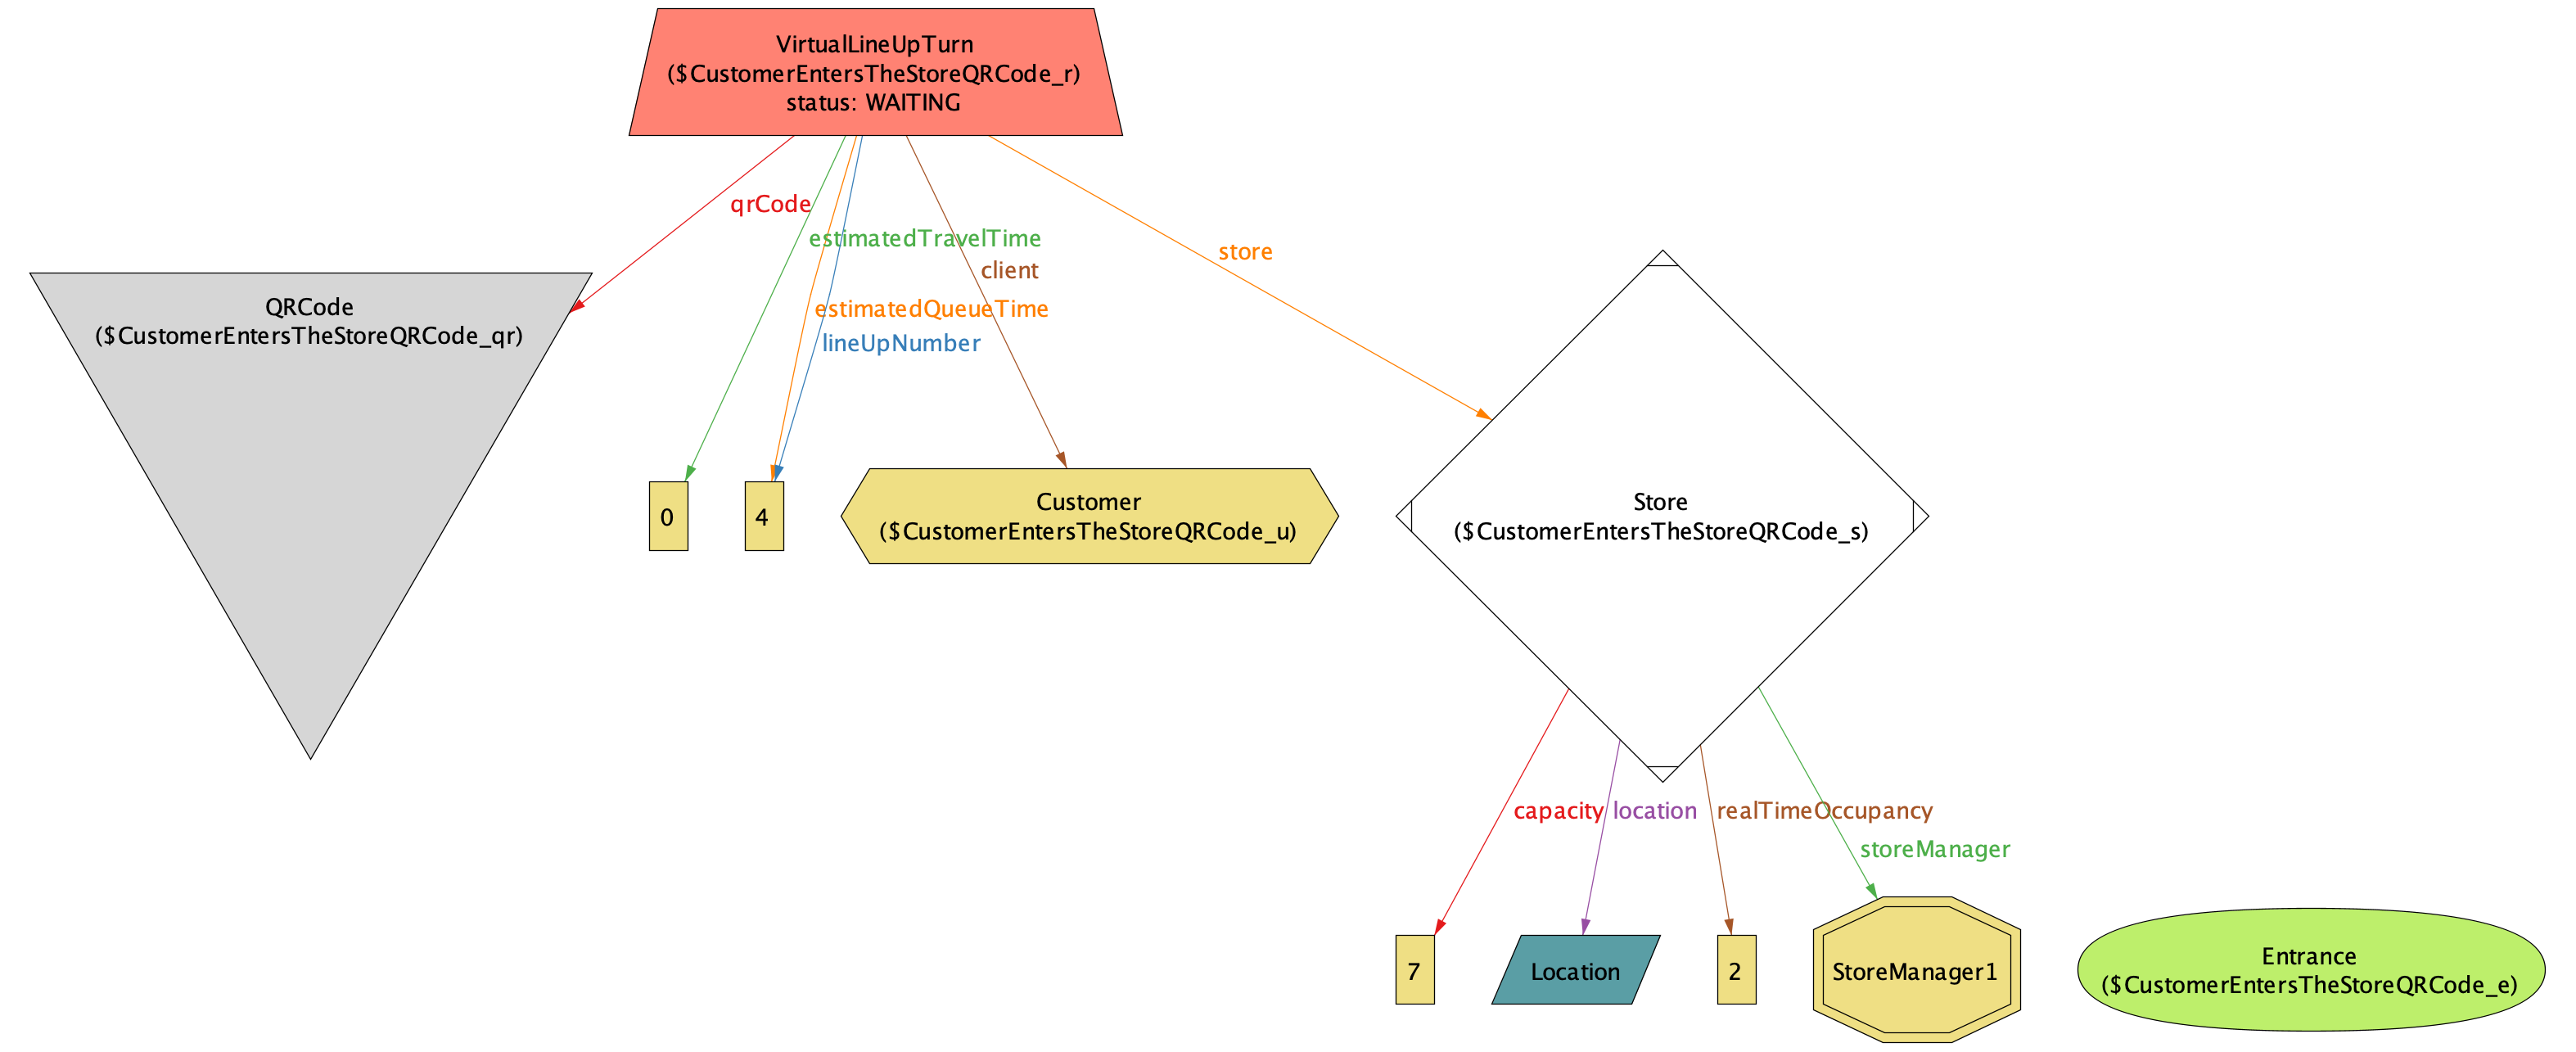 VirtualLineUpTurn
($CustomerEntersTheStoreQRCode_r)
status: WAITING
qrCode
estimatedTravelTime
client
store
estimatedQueueTime
lineUpNumber
QRCode
($CustomerEntersTheStoreQRCode_qr)
0
4
Customer
($CustomerEntersTheStoreQRCode_u)
Store
($CustomerEntersTheStoreQRCode_s)
capacity
location
realTimeOccupancy
storeManager
7
Location
2
StoreManager1
Entrance
($CustomerEntersTheStoreQRCode_e)